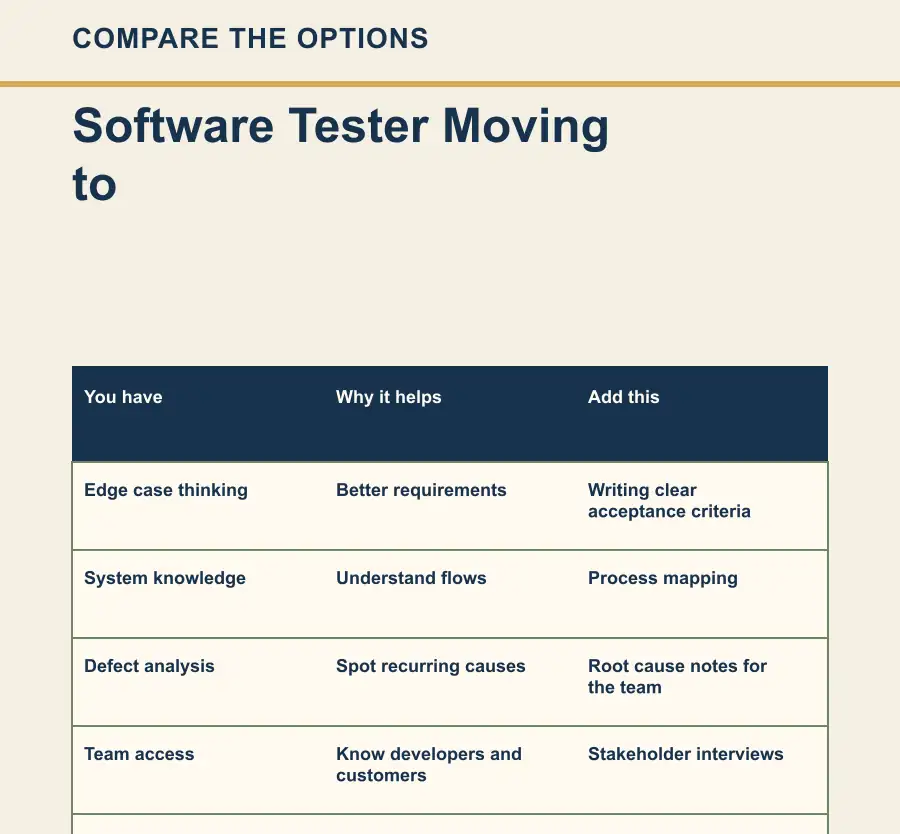 COMPARE THE OPTIONS
Software Tester Moving
to
You have
Why it helps
Add this
Edge case thinking
Better requirements
Writing clear
acceptance criteria
System knowledge
Understand flows
Process mapping
Defect analysis
Spot recurring causes
Root cause notes for
the team
Team access
Know developers and
customers
Stakeholder interviews